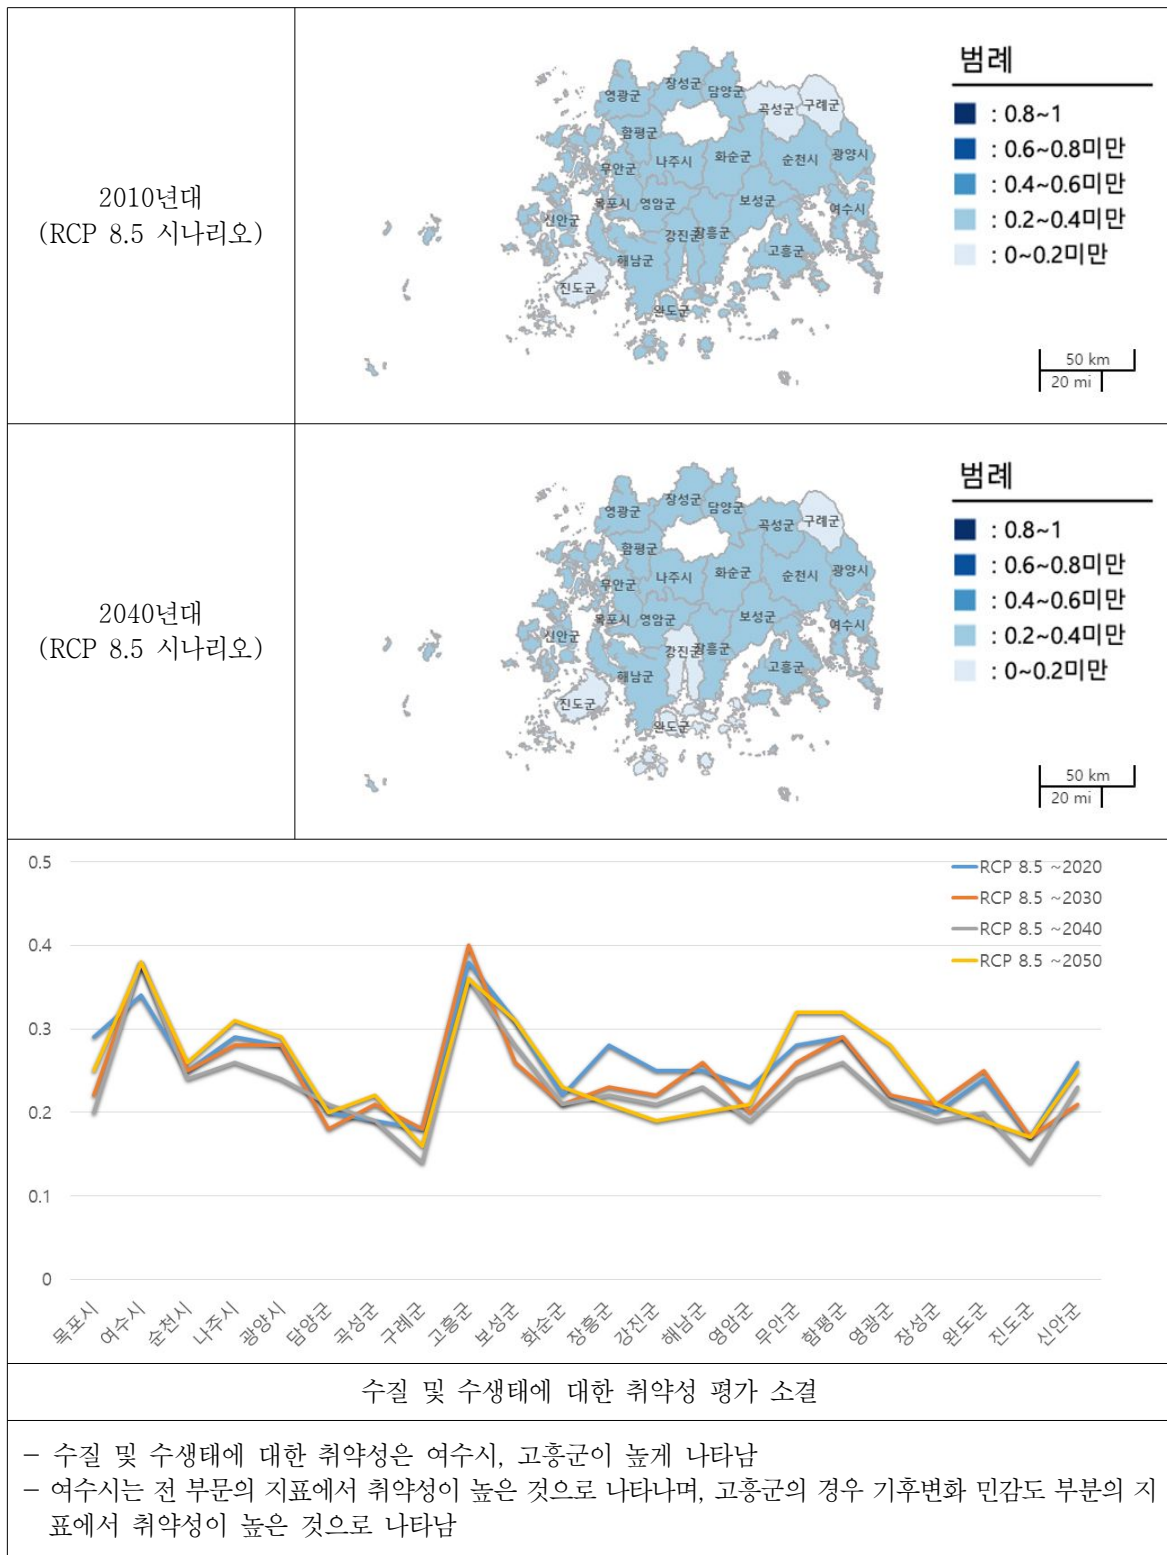 2010년대
(RCP 8.5 시나리오)
장성군
영광군
담양군
곡성군
구례군
함평군
나주시
화순군
순천시
광양시
무안군
목포시
영암군
보성군
여수시
신안군
강진군
장흥군
고흥군
해남군
진도군
완도군
범례
: 0.8~1
: 0.6~0.8미만
: 0.4~0.6미만
: 0.2~0.4미만
: 0~0.2미만
50 km
20 mi
2040년대
(RCP 8.5 시나리오)
장성군
영광군
담양군
곡성군
구례군
함평군
나주시
화순군
순천시
광양시
무안군
목포시
영암군
보성군
여수시
신안군
강진군
장흥군
고흥군
해남군
진도군
완도군
범례
: 0.8~1
: 0.6~0.8미만
: 0.4~0.6미만
: 0.2~0.4미만
: 0~0.2미만
50 km
20 mi
0.5
0.4
0.3
0.2
0.1
0
RCP 8.5 ~2020
RCP 8.5 ~2030
RCP 8.5 ~2040
RCP 8.5 ~2050
목포시
여수시
순천시
나주시
광양시
담양군
곡성군
구례군
고흥군
보성군
화순군
장흥군
강진군
해남군
영암군
무안군
함평군
영광군
장성군
완도군
진도군
신안군
수질 및 수생태에 대한 취약성 평가 소결
- 수질 및 수생태에 대한 취약성은 여수시, 고흥군이 높게 나타남
- 여수시는 전 부문의 지표에서 취약성이 높은 것으로 나타나며, 고흥군의 경우 기후변화 민감도 부분의 지
표에서 취약성이 높은 것으로 나타남